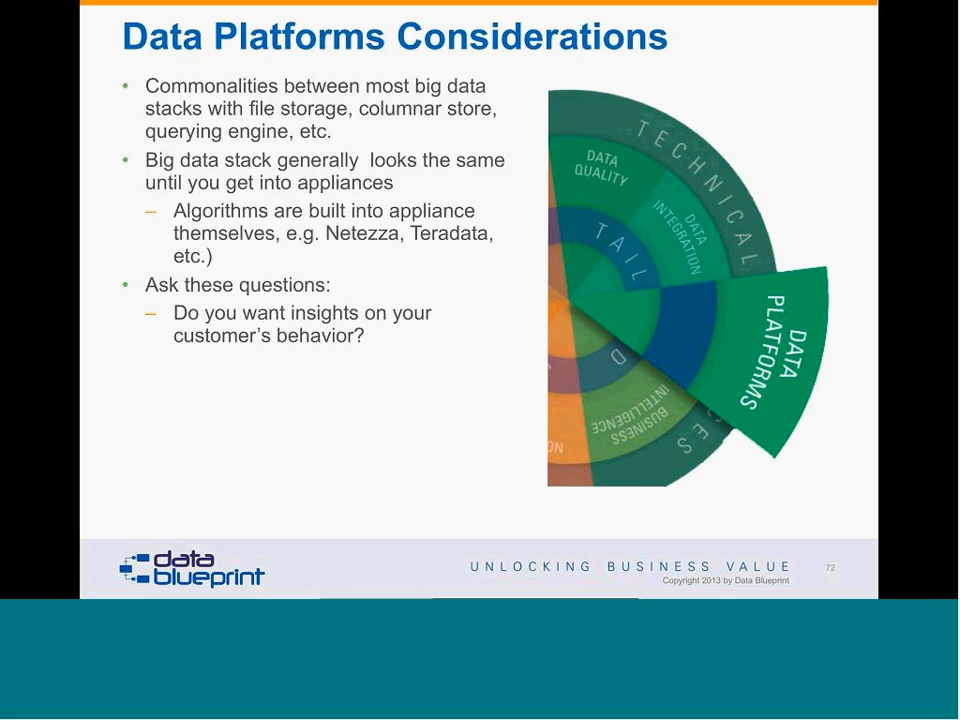 Data Platforms Considerations
• Commonalities between most big data
stacks with file storage, columnar store,
querying engine, etc.
• Big data stack generally looks the same
until you get into appliances
– Algorithms are built into appliance
themselves, e.g. Netezza, Teradata,
etc.)
• Ask these questions:
– Do you want insights on your
customer's behavior?
TECHNICAL
DATA
QUALITY
DATA
INTEGRATION
TAIL
DATA
PLATFORMS
D
BUSINESS
INTELLIGENCE
ES
data
blueprint
UNLOCKING BUSINESS VALUE
Copyright 2013 by Data Blueprint
72